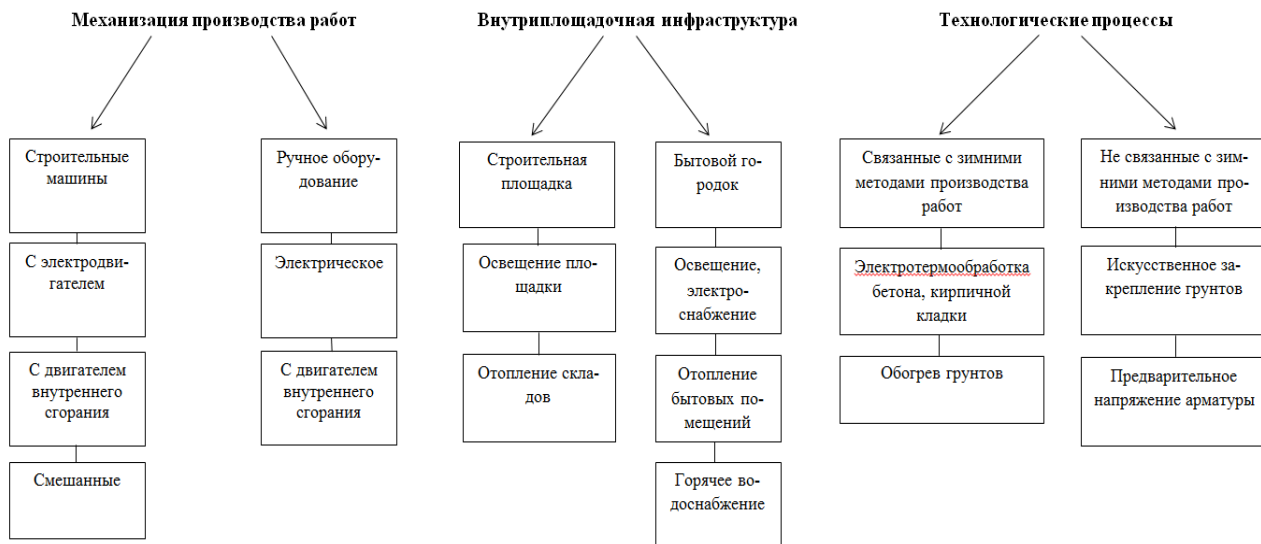 Механизация производства работ
Строительные
машины
С электродви-
гателем
С двигателем
внутреннего
сгорания
Смешанные
Ручное обору-
дование
Электрическое
С двигателем
внутреннего
сгорания
Внутриплощадочная инфраструктура
Строительная
площадка
Освещение пло-
щадки
Отопление скла-
дов
Бытовой го-
родок
Освещение,
электро-
снабжение
Отопление
бытовых по-
мещений
Горячее во-
доснабжение
Технологические процессы
Связанные с зимними
методами производства
работ
Электротермообработка
бетона, кирпичной
кладки
Обогрев грунтов
Не связанные с зим-
ними методами про-
изводства работ
Искусственное за-
крепление грунтов
Предварительное
напряжение арматуры